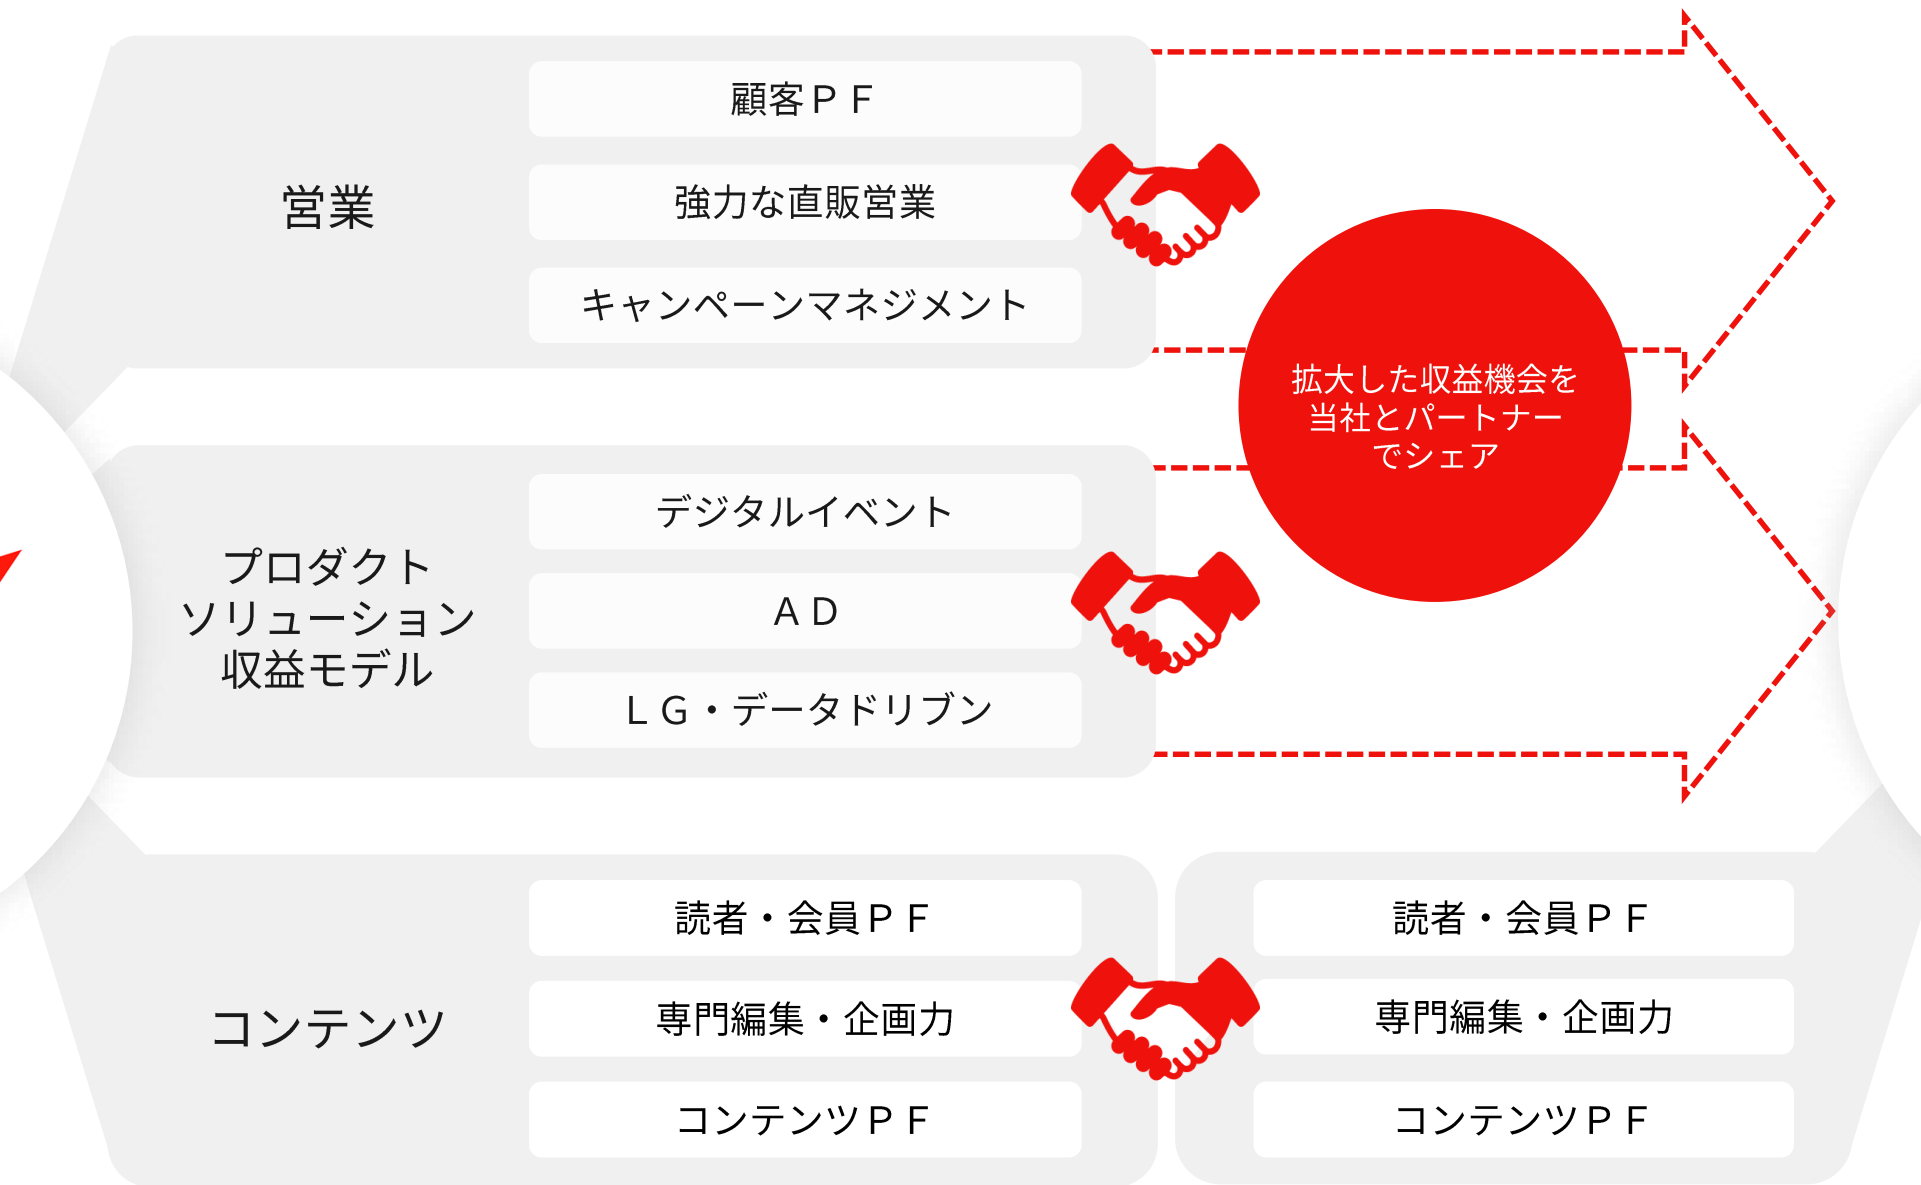 営業
顧客ＰＦ
強力な直販営業
キャンペーンマネジメント
拡大した収益機会を
当社とパートナー
でシェア
プロダクト
ソリューション
収益モデル
デジタルイベント
ＡＤ
ＬＧ・データドリブン
コンテンツ
読者・会員ＰＦ
専門編集・企画力
コンテンツＰＦ
読者・会員ＰＦ
専門編集・企画力
コンテンツＰＦ